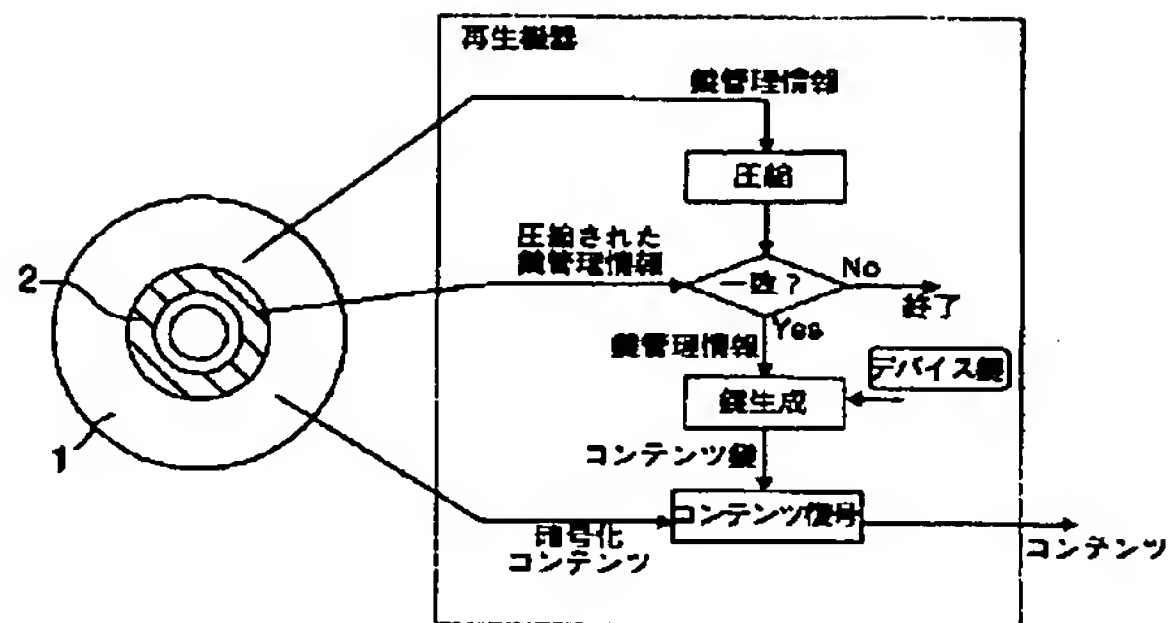 再生機器
鍵管理情報
圧縮
圧縮された
鍵管理情報
一致?
No
終了
Yes
鍵管理情報
デバイス鍵
鍵生成
コンテンツ鍵
コンテンツ復号
暗号化
コンテンツ
コンテンツ
2
1